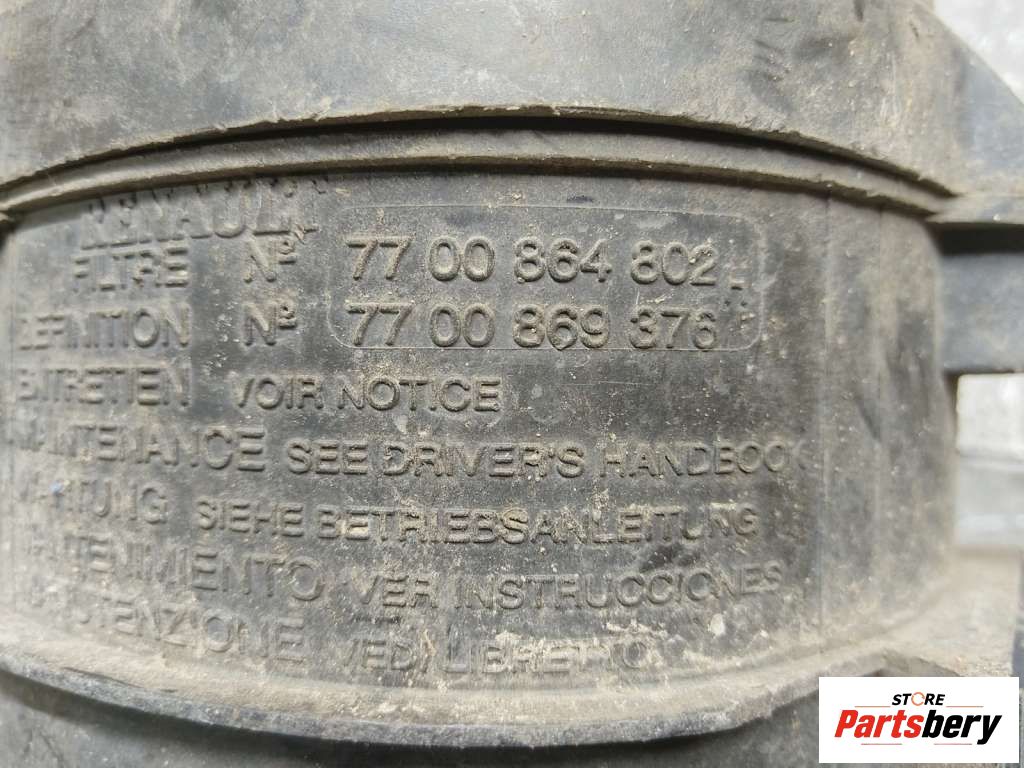 RENAULT
FILTRE Nº 77 00 864 802
DEFINITION Nº 77 00 869 376
ENTRETIEN VOIR NOTICE
MAINTENANCE SEE DRIVER'S HANDBOOK
WARTUNG SIEHE BETRIEBSANLEITUNG
MANTENIMIENTO VER INSTRUCCIONES
MANUTENZIONE VEDI LIBRETTO
STORE
Partsbery